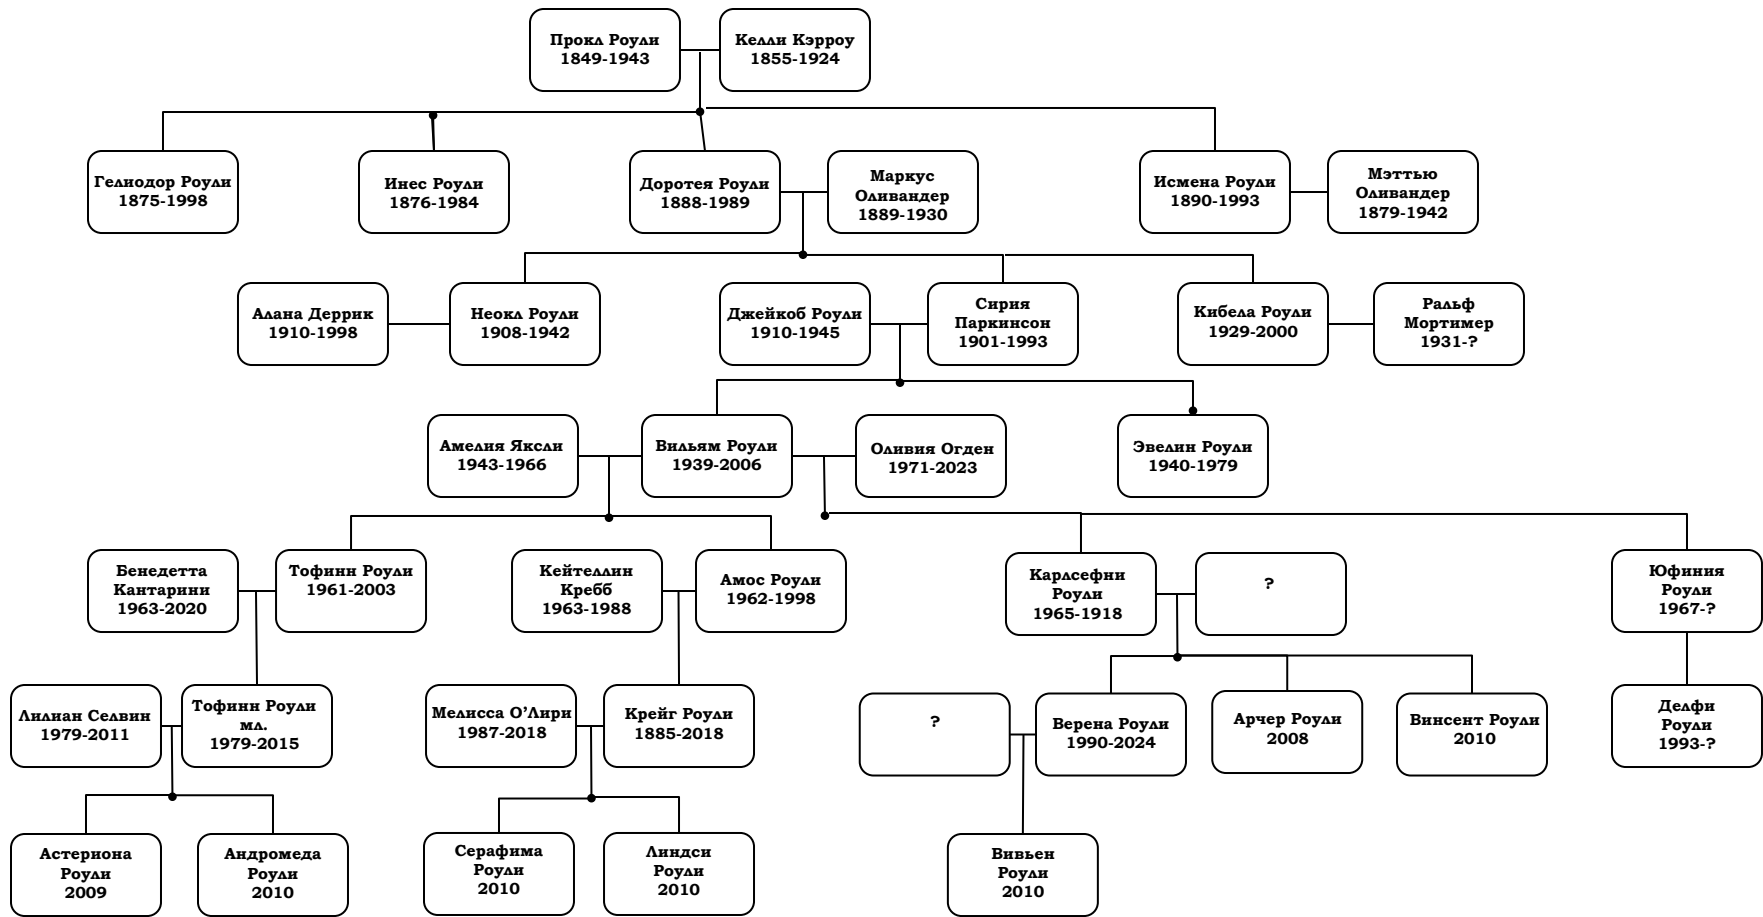 Прокл Роули
1849-1943
Келли Кэрроу
1855-1924
Гелиодор Роули
1875-1998
Инес Роули
1876-1984
Доротея Роули
1888-1989
Маркус
Оливандер
1889-1930
Исмена Роули
1890-1993
Мэттью
Оливандер
1879-1942
Алана Деррик
1910-1998
Неокл Роули
1908-1942
Джейкоб Роули
1910-1945
Сирия
Паркинсон
1901-1993
Кибела Роули
1929-2000
Ральф
Мортимер
1931-?
Амелия Яксли
1943-1966
Вильям Роули
1939-2006
Оливия Огден
1971-2023
Эвелин Роули
1940-1979
Бенедетта
Кантарини
1963-2020
Тофинн Роули
1961-2003
Кейтеллин
Кребб
1963-1988
Амос Роули
1962-1998
Карлсефни
Роули
1965-1918
?
Юфиния
Роули
1967-?
Лилиан Селвин
1979-2011
Тофинн Роули
мл.
1979-2015
Мелисса О’Лири
1987-2018
Крейг Роули
1885-2018
?
Верена Роули
1990-2024
Арчер Роули
2008
Винсент Роули
2010
Делфи
Роули
1993-?
Астериона
Роули
2009
Андромеда
Роули
2010
Серафима
Роули
2010
Линдси
Роули
2010
Вивьен
Роули
2010